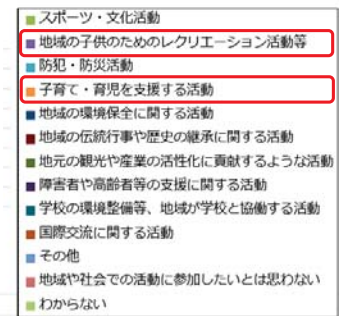 スポーツ・文化活動
地域の子供のためのレクリエーション活動等
防犯・防災活動
子育て・育児を支援する活動
地域の環境保全に関する活動
地域の伝統行事や歴史の継承に関する活動
地元の観光や産業の活性化に貢献するような活動
障害者や高齢者等の支援に関する活動
学校の環境整備等、地域が学校と協働する活動
国際交流に関する活動
その他
地域や社会での活動に参加したいとは思わない
わからない